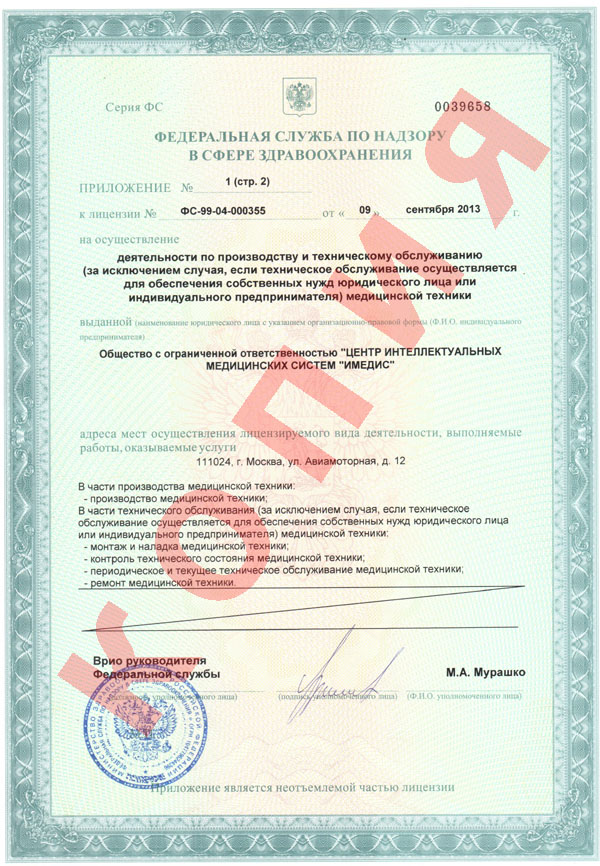 Серия ФС 0039658
ФЕДЕРАЛЬНАЯ СЛУЖБА ПО НАДЗОРУ
В СФЕРЕ ЗДРАВООХРАНЕНИЯ
ПРИЛОЖЕНИЕ № 1 (стр. 2)
к лицензии № ФС-99-04-000355 от « 09 » сентября 2013 г.
на осуществление
деятельности по производству и техническому обслуживанию
(за исключением случая, если техническое обслуживание осуществляется
для обеспечения собственных нужд юридического лица или
индивидуального предпринимателя) медицинской техники
выданной (наименование юридического лица с указанием организационно-правовой формы (Ф.И.О. индивидуального
предпринимателя)
Общество с ограниченной ответственностью "ЦЕНТР ИНТЕЛЛЕКТУАЛЬНЫХ
МЕДИЦИНСКИХ СИСТЕМ "ИМЕДИС"
адреса мест осуществления лицензируемого вида деятельности, выполняемые
работы, оказываемые услуги
111024, г. Москва, ул. Авиамоторная, д. 12
В части производства медицинской техники:
- производство медицинской техники;
В части технического обслуживания (за исключением случая, если техническое
обслуживание осуществляется для обеспечения собственных нужд юридического лица
или индивидуального предпринимателя) медицинской техники:
- монтаж и наладка медицинской техники;
- контроль технического состояния медицинской техники;
- периодическое и текущее техническое обслуживание медицинской техники;
- ремонт медицинской техники.
Врио руководителя
Федеральной службы М.А. Мурашко
уполномоченного лица) (подпись уполномоченного лица) (Ф.И.О. уполномоченного лица)
Приложение является неотъемлемой частью лицензии
КОПИЯ